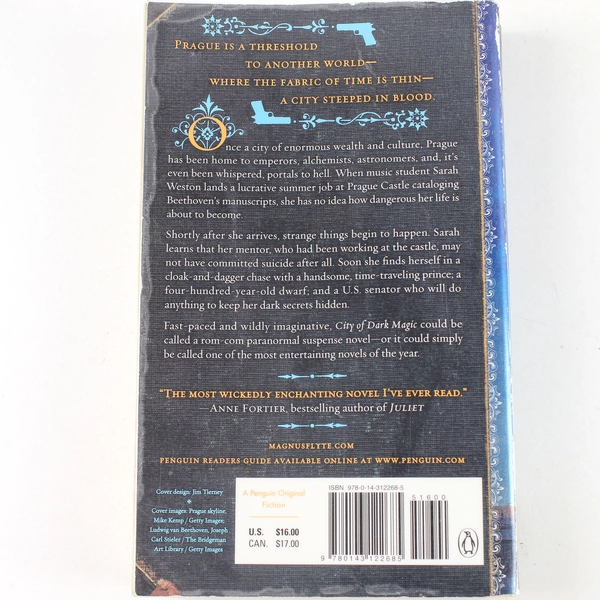 Prague is a threshold
to another world—
where the fabric of time is thin—
a city steeped in blood.
Once a city of enormous wealth and culture, Prague
has been home to emperors, alchemists, astronomers, and, it's
even been whispered, portals to hell. When music student Sarah
Weston lands a lucrative summer job at Prague Castle cataloging
Beethoven's manuscripts, she has no idea how dangerous her life is
about to become.
Shortly after she arrives, strange things begin to happen. Sarah
learns that her mentor, who had been working at the castle, may
not have committed suicide after all. Soon she finds herself in a
cloak-and-dagger chase with a handsome, time-traveling prince; a
four-hundred-year-old dwarf; and a U.S. senator who will do
anything to keep her dark secrets hidden.
Fast-paced and wildly imaginative, City of Dark Magic could be
called a rom-com paranormal suspense novel—or it could simply
be called one of the most entertaining novels of the year.
"The most wickedly enchanting novel I've ever read."
—Anne Fortier, bestselling author of Juliet
MAGNUSFLYTE.COM
PENGUIN READERS GUIDE AVAILABLE ONLINE AT WWW.PENGUIN.COM
Cover design: Jim Tierney
Cover images: Prague skyline,
Mike Kemp / Getty Images;
Ludwig van Beethoven, Joseph
Carl Stieler / The Bridgeman
Art Library / Getty Images
A Penguin Original
Fiction
U.S. $16.00
CAN. $17.00
ISBN 978-0-14-312268-5
51600
9 780143 122685